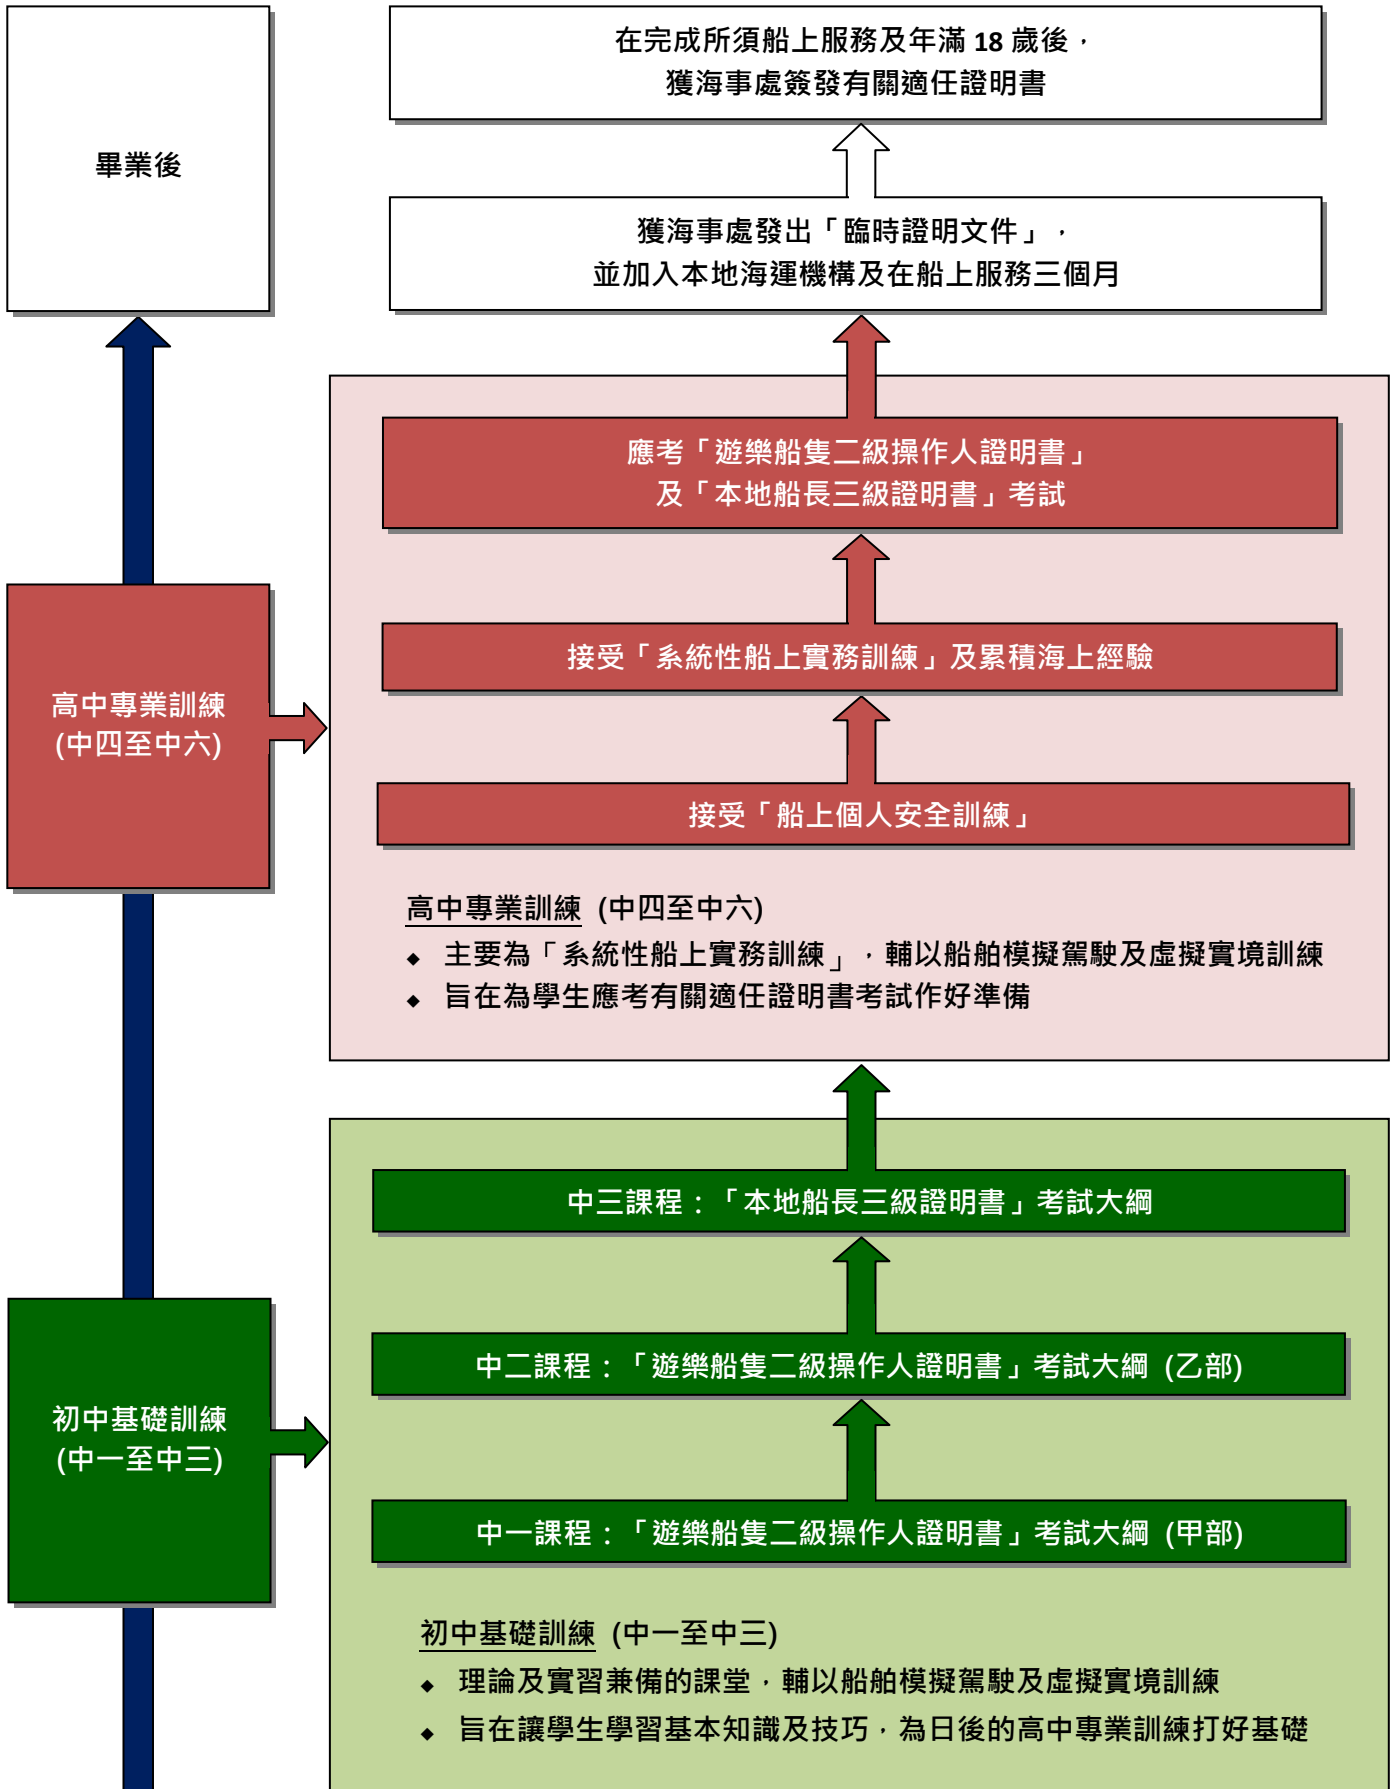 在完成所須船上服務及年滿 18 歲後，
獲海事處簽發有關適任證明書
畢業後
獲海事處發出「臨時證明文件」，
並加入本地海運機構及在船上服務三個月
應考「遊樂船隻二級操作人證明書」
及「本地船長三級證明書」考試
接受「系統性船上實務訓練」及累積海上經驗
高中專業訓練
(中四至中六)
接受「船上個人安全訓練」
高中專業訓練 (中四至中六)
◆ 主要為「系統性船上實務訓練」，輔以船舶模擬駕駛及虛擬實境訓練
◆ 旨在為學生應考有關適任證明書考試作好準備
中三課程：「本地船長三級證明書」考試大綱
中二課程：「遊樂船隻二級操作人證明書」考試大綱 (乙部)
初中基礎訓練
(中一至中三)
中一課程：「遊樂船隻二級操作人證明書」考試大綱 (甲部)
初中基礎訓練 (中一至中三)
◆ 理論及實習兼備的課堂，輔以船舶模擬駕駛及虛擬實境訓練
◆ 旨在讓學生學習基本知識及技巧，為日後的高中專業訓練打好基礎